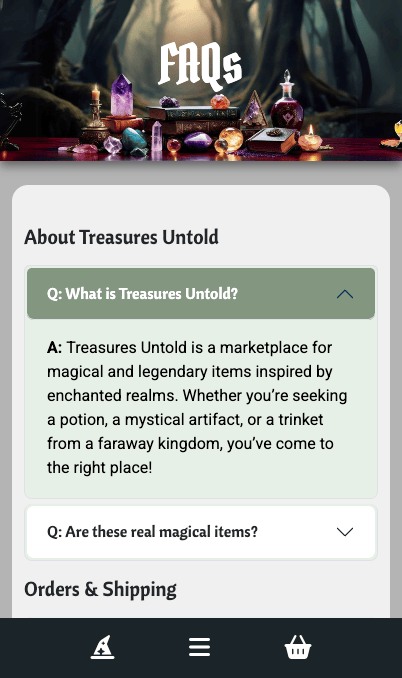 FAQs
About Treasures Untold
Q: What is Treasures Untold?
A: Treasures Untold is a marketplace for
magical and legendary items inspired by
enchanted realms. Whether you’re seeking
a potion, a mystical artifact, or a trinket
from a faraway kingdom, you’ve come to
the right place!
Q: Are these real magical items?
Orders & Shipping